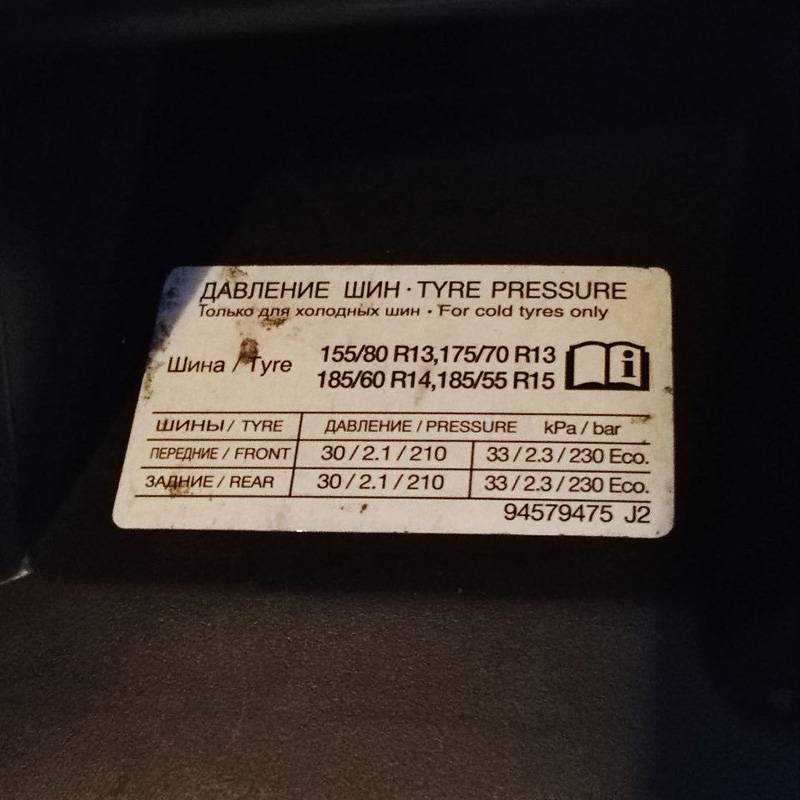 ДАВЛЕНИЕ ШИН · TYRE PRESSURE
Только для холодных шин · For cold tyres only
Шина / Tyre 155/80 R13,175/70 R13
185/60 R14,185/55 R15
i
ШИНЫ / TYRE ДАВЛЕНИЕ / PRESSURE kPa / bar
ПЕРЕДНИЕ / FRONT 30 / 2.1 / 210 33 / 2.3 / 230 Eco.
ЗАДНИЕ / REAR 30 / 2.1 / 210 33 / 2.3 / 230 Eco.
94579475 J2